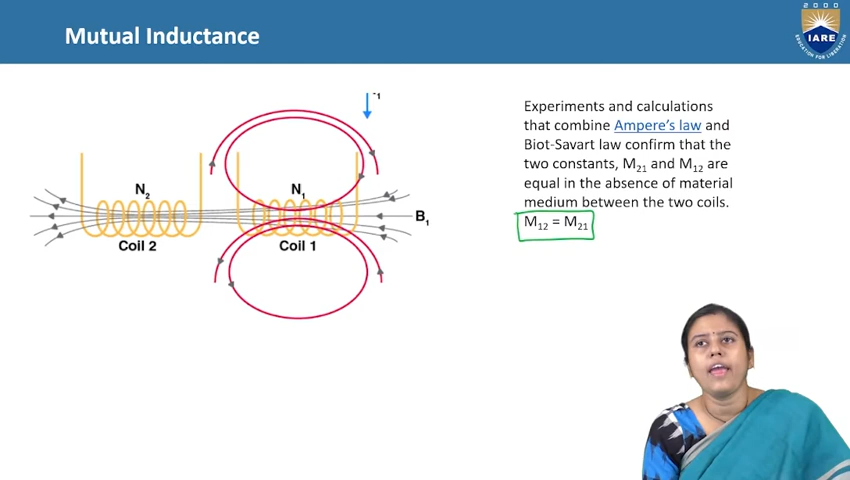 2000
IARE
EDUCATION FOR LIBERATION
Mutual Inductance
N2
N1
B1
Coil 2
Coil 1
Experiments and calculations
that combine Ampere's law and
Biot-Savart law confirm that the
two constants, M21 and M12 are
equal in the absence of material
medium between the two coils.
M12 = M21